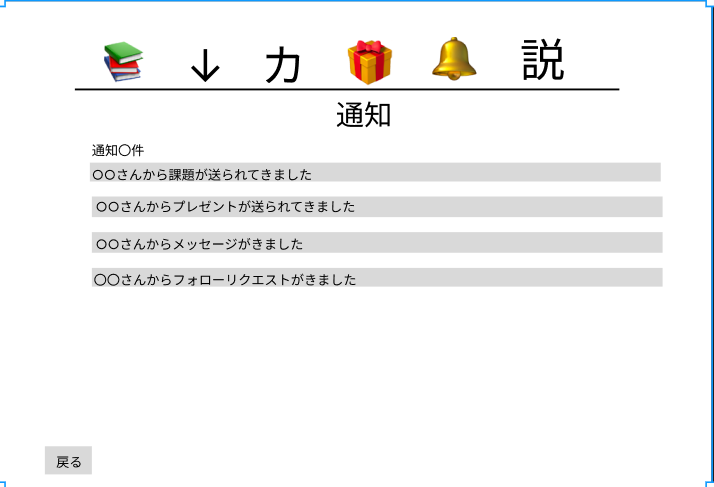 ↓ カ 説
通知
通知〇件
〇〇さんから課題が送られてきました
〇〇さんからプレゼントが送られてきました
〇〇さんからメッセージがきました
〇〇さんからフォローリクエストがきました
戻る